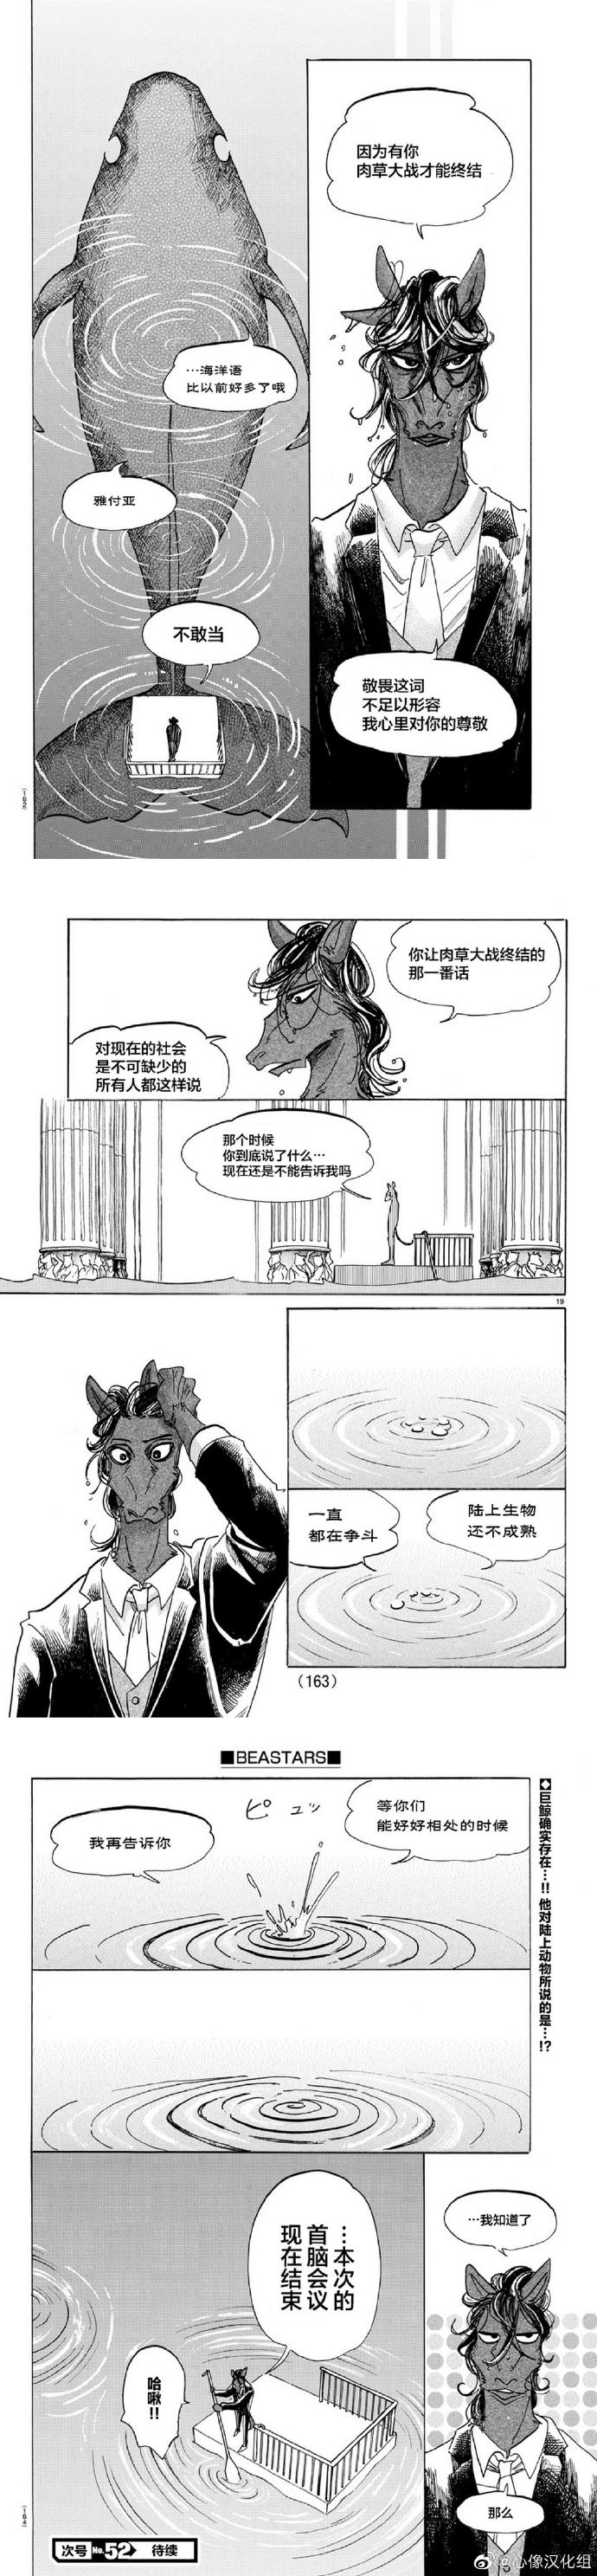 因为有你
肉草大战才能终结
敬畏这词
不足以形容
我心里对你的尊敬
…海洋语
比以前好多了哦
雅付亚
不敢当
(162)
你让肉草大战终结的
那一番话
对现在的社会
是不可缺少的
所有人都这样说
那个时候
你到底说了什么…
现在还是不能告诉我吗
19
陆上生物
还不成熟
一直
都在争斗
(163)
■BEASTARS■
◆巨鲸确实存在…!! 他对陆上动物所说的是…!?
等你们
能好好相处的时候
ピュッ
我再告诉你
…我知道了
那么
…本次的
首脑会议
现在结束
哈啾!!
(164)
次号 No.52 待续
@心像汉化组